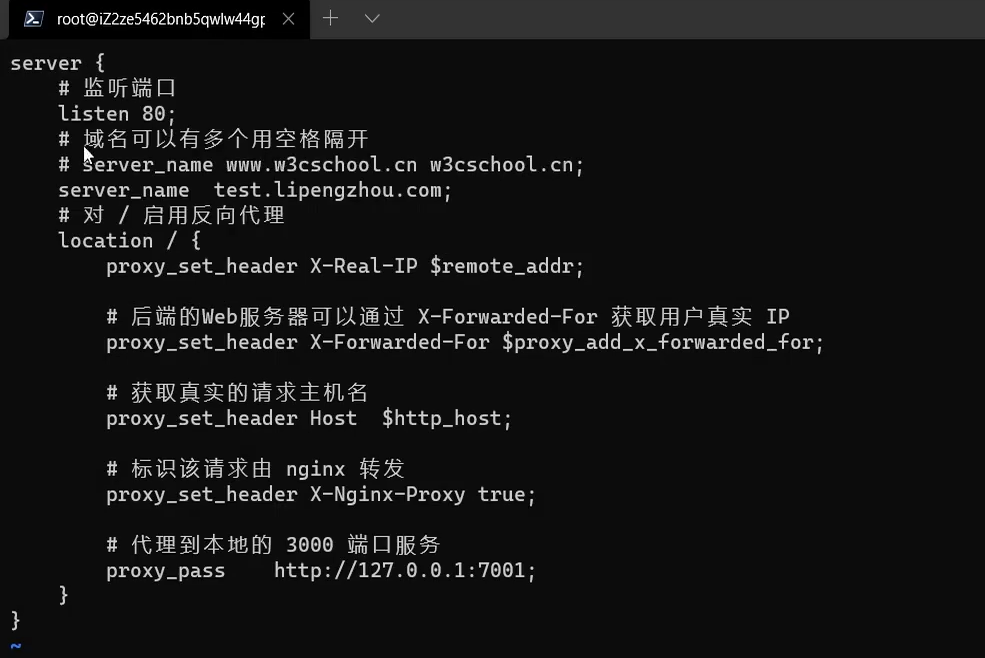 root@iZ2ze5462bnb5qwlw44gp
server {
    # 监听端口
    listen 80;
    # 域名可以有多个用空格隔开
    # server_name www.w3cschool.cn w3cschool.cn;
    server_name  test.lipengzhou.com;
    # 对 / 启用反向代理
    location / {
        proxy_set_header X-Real-IP $remote_addr;
        # 后端的Web服务器可以通过 X-Forwarded-For 获取用户真实 IP
        proxy_set_header X-Forwarded-For $proxy_add_x_forwarded_for;
        # 获取真实的请求主机名
        proxy_set_header Host  $http_host;
        # 标识该请求由 nginx 转发
        proxy_set_header X-Nginx-Proxy true;
        # 代理到本地的 3000 端口服务
        proxy_pass    http://127.0.0.1:7001;
    }
}
~